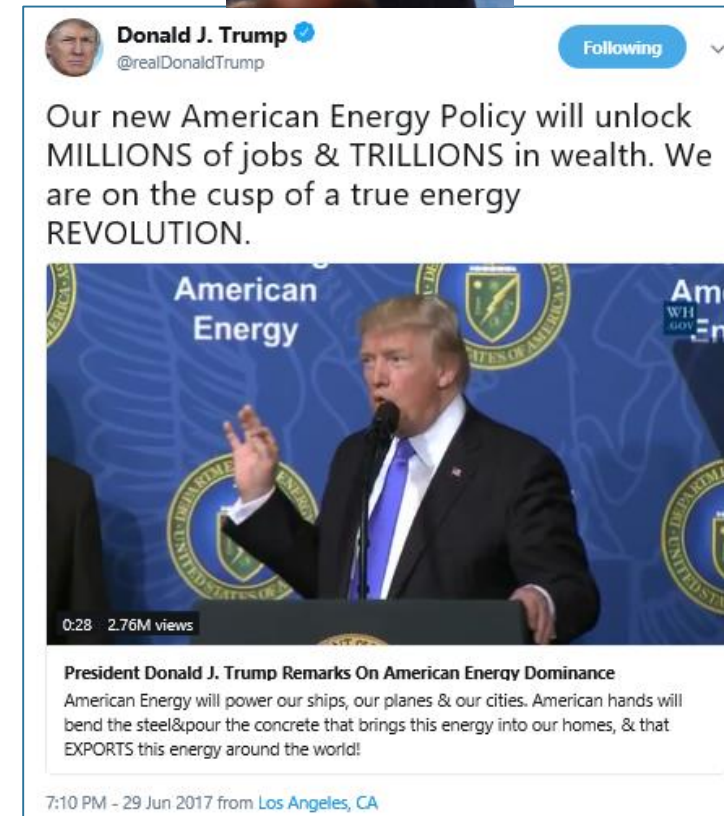 Donald J. Trump
@realDonaldTrump
Following
Our new American Energy Policy will unlock
MILLIONS of jobs & TRILLIONS in wealth. We
are on the cusp of a true energy
REVOLUTION.
American
Energy
WH
.GOV
0:28 2.76M views
President Donald J. Trump Remarks On American Energy Dominance
American Energy will power our ships, our planes & our cities. American hands will
bend the steel&pour the concrete that brings this energy into our homes, & that
EXPORTS this energy around the world!
7:10 PM - 29 Jun 2017 from Los Angeles, CA